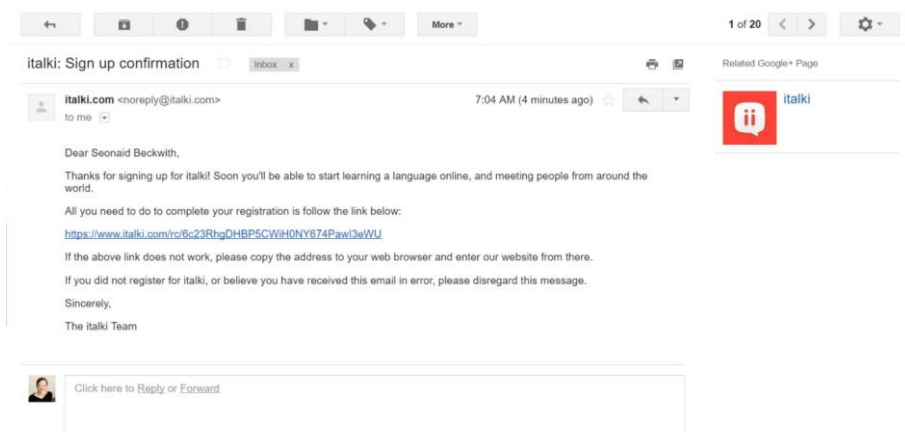 More
1 of 20
italki: Sign up confirmation
Inbox x
Related Google+ Page
italki.com <noreply@italki.com>
7:04 AM (4 minutes ago)
to me
italki
Dear Seonaid Beckwith,
Thanks for signing up for italki! Soon you'll be able to start learning a language online, and meeting people from around the
world.
All you need to do to complete your registration is follow the link below:
https://www.italki.com/rc/6c23RhgDHBP5CWiH0NY674PawI3eWU
If the above link does not work, please copy the address to your web browser and enter our website from there.
If you did not register for italki, or believe you have received this email in error, please disregard this message.
Sincerely,
The italki Team
Click here to Reply or Forward